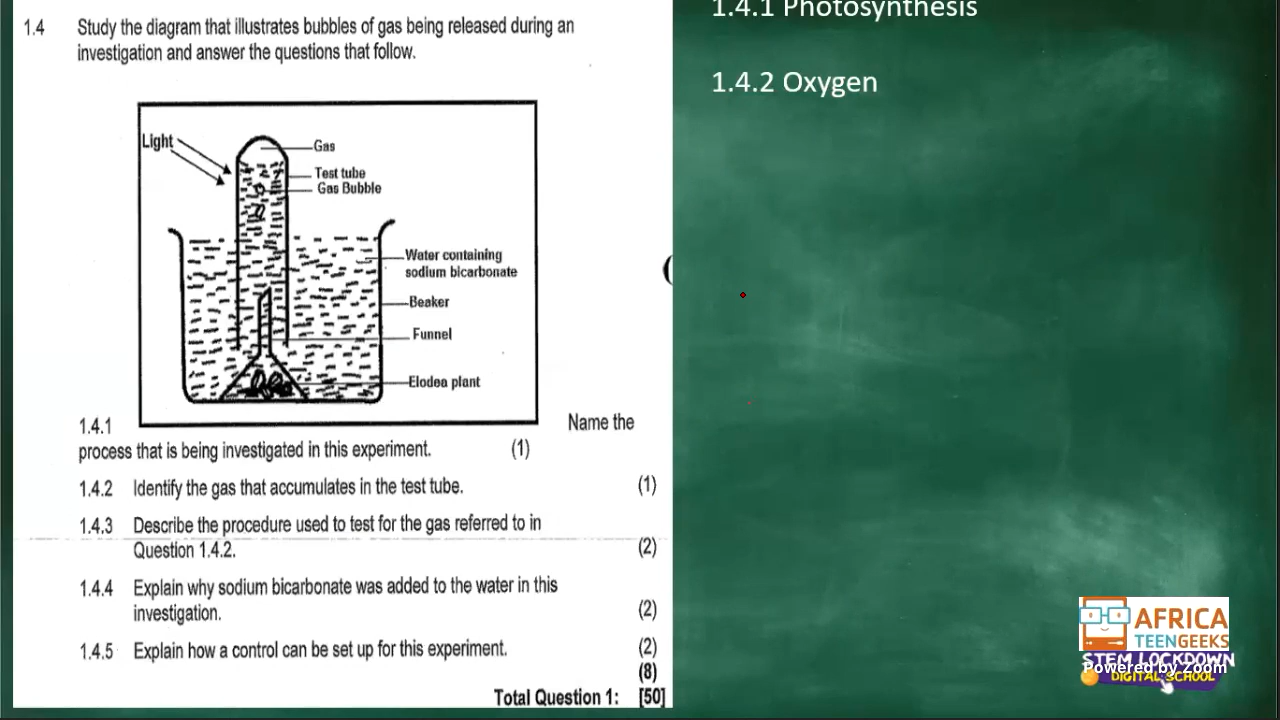 1.4 Study the diagram that illustrates bubbles of gas being released during an
investigation and answer the questions that follow.
Light
Gas
Test tube
Gas Bubble
Water containing
sodium bicarbonate
Beaker
Funnel
Elodea plant
1.4.1 Name the
process that is being investigated in this experiment. (1)
1.4.2 Identify the gas that accumulates in the test tube. (1)
1.4.3 Describe the procedure used to test for the gas referred to in
Question 1.4.2. (2)
1.4.4 Explain why sodium bicarbonate was added to the water in this
investigation. (2)
1.4.5 Explain how a control can be set up for this experiment. (2)
(8)
Total Question 1: [50]
1.4.1 Photosynthesis
1.4.2 Oxygen
(
AFRICA
TEENGEEKS
STEM LOCKDOWN
Powered by Zoom
DIGITAL SCHOOL